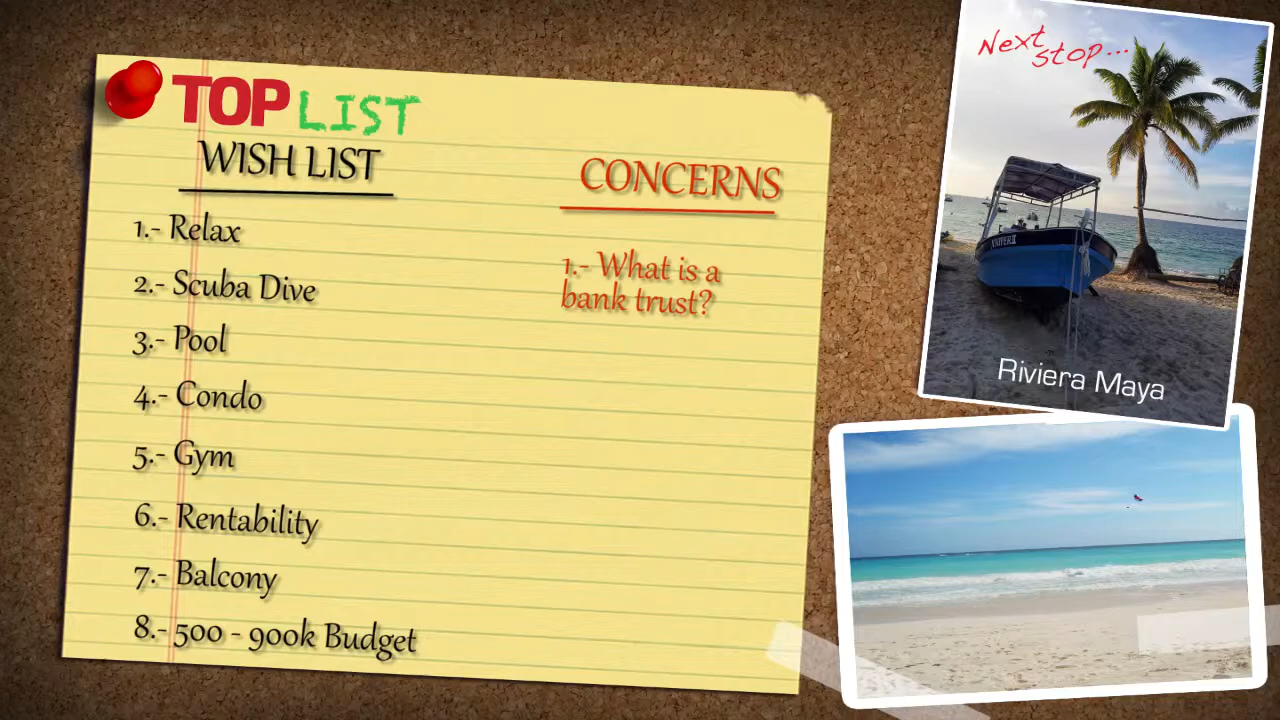 TOP LIST
WISH LIST
1.- Relax
2.- Scuba Dive
3.- Pool
4.- Condo
5.- Gym
6.- Rentability
7.- Balcony
8.- 500 - 900k Budget
CONCERNS
1.- What is a
bank trust?
Next
stop...
Riviera Maya